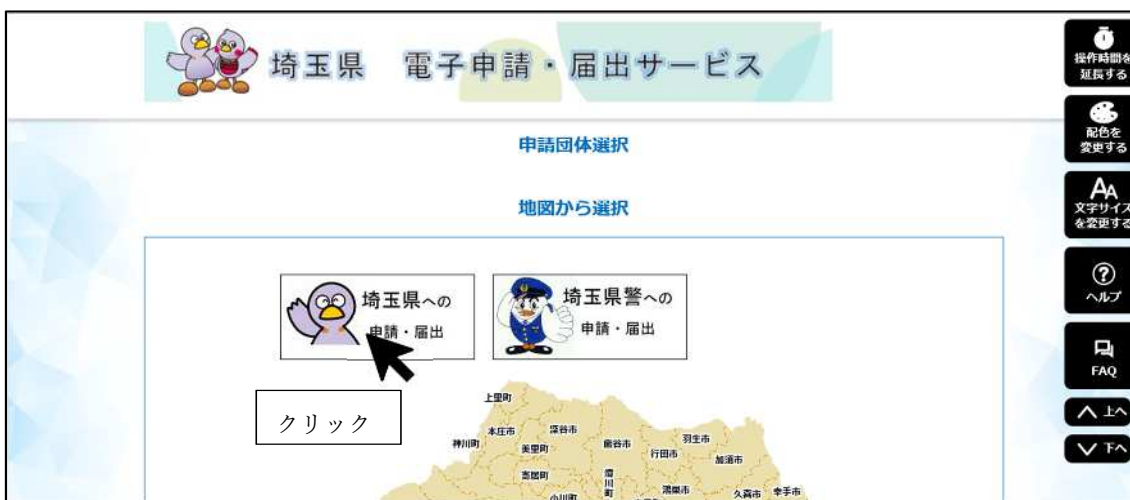 埼玉県 電子申請・届出サービス
操作時間を
延長する
配色を
変更する
文字サイズ
を変更する
ヘルプ
FAQ
上へ
下へ
申請団体選択
地図から選択
埼玉県への
申請・届出
埼玉県警への
申請・届出
クリック
上里町
本庄市
深谷市
神川町
美里町
熊谷市
行田市
羽生市
加須市
寄居町
滑川町
小川町
鴻巣市
久喜市
幸手市